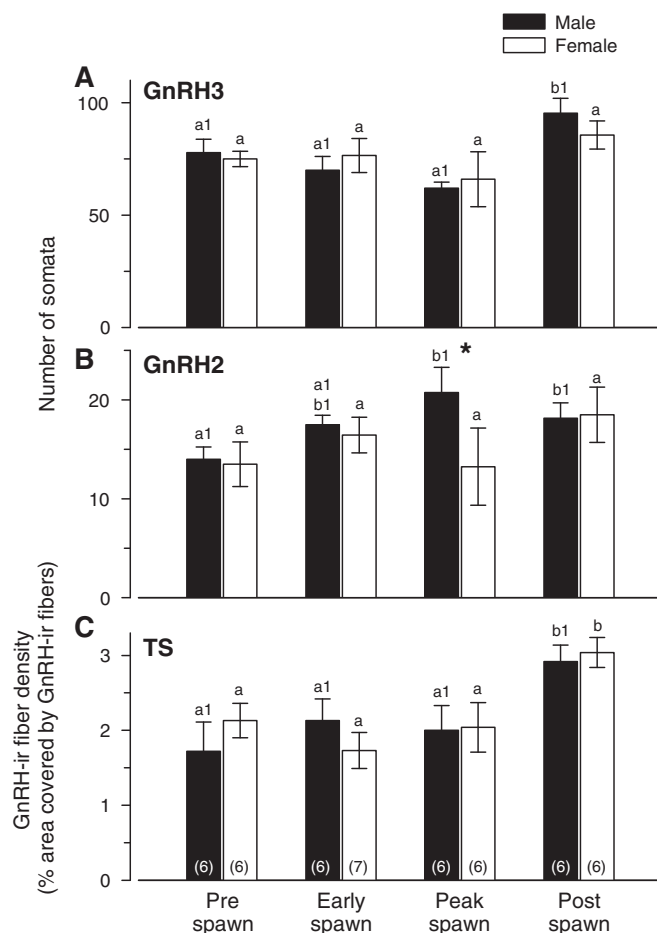 Male
Female
A
GnRH3
100
50
0
a1 a a1 a a1 a b1 a
Number of somata
B
GnRH2
20
10
0
a1 a a1 b1 a b1 * a b1 a
GnRH-ir fiber density
(% area covered by GnRH-ir fibers)
C
TS
3
2
1
0
a1 a a1 a a1 a b1 b
(6) (6) (6) (7) (6) (6) (6) (6)
Pre Early Peak Post
spawn spawn spawn spawn